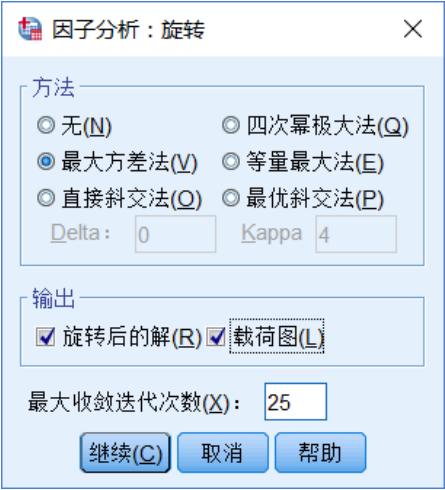 因子分析：旋转
方法
无(N) 四次幂极大法(Q)
最大方差法(V) 等量最大法(E)
直接斜交法(O) 最优斜交法(P)
Delta： 0 Kappa 4
输出
旋转后的解(R) 载荷图(L)
最大收敛迭代次数(X)： 25
继续(C) 取消 帮助